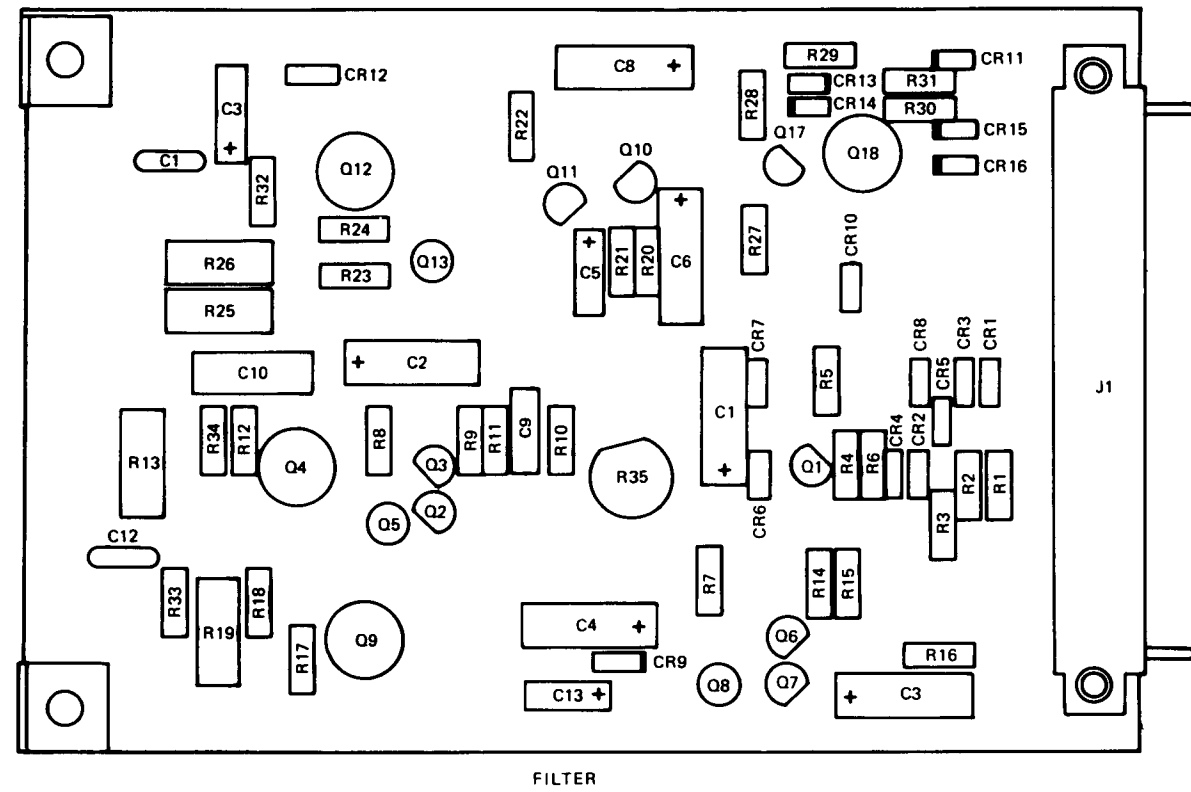 R29
CR11
C8
+
CR12
CR13
R31
C3
+
R28
CR14
R30
R22
Q17
CR15
C1
Q12
Q10
Q18
CR16
Q11
R32
+
R24
R27
CR10
+
R21
R20
C6
Q13
C5
R26
R23
R25
CR7
CR8
CR3
CR1
+
C2
C10
R5
CR5
J1
C1
+
R34
R12
R8
R9
R11
C9
R10
CR4
CR2
R13
Q4
Q3
R35
Q1
R4
R6
R2
R1
Q5
Q2
CR6
R3
C12
R7
R14
R15
R33
R18
R19
C4
+
Q6
R17
Q9
CR9
R16
C13
+
Q8
Q7
+
C3
FILTER